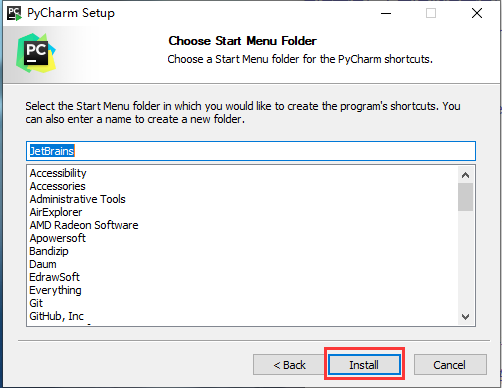 PC PyCharm Setup
PC
Choose Start Menu Folder
Choose a Start Menu folder for the PyCharm shortcuts.
Select the Start Menu folder in which you would like to create the program's shortcuts. You
can also enter a name to create a new folder.
JetBrains
Accessibility
Accessories
Administrative Tools
AirExplorer
AMD Radeon Software
Apowersoft
Bandizip
Daum
EdrawSoft
Everything
Git
GitHub, Inc
< Back
Install
Cancel